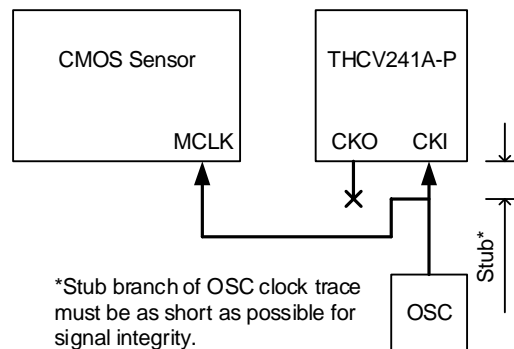 CMOS Sensor
THCV241A-P
MCLK
CKO
CKI
Stub*
*Stub branch of OSC clock trace
must be as short as possible for
signal integrity.
OSC